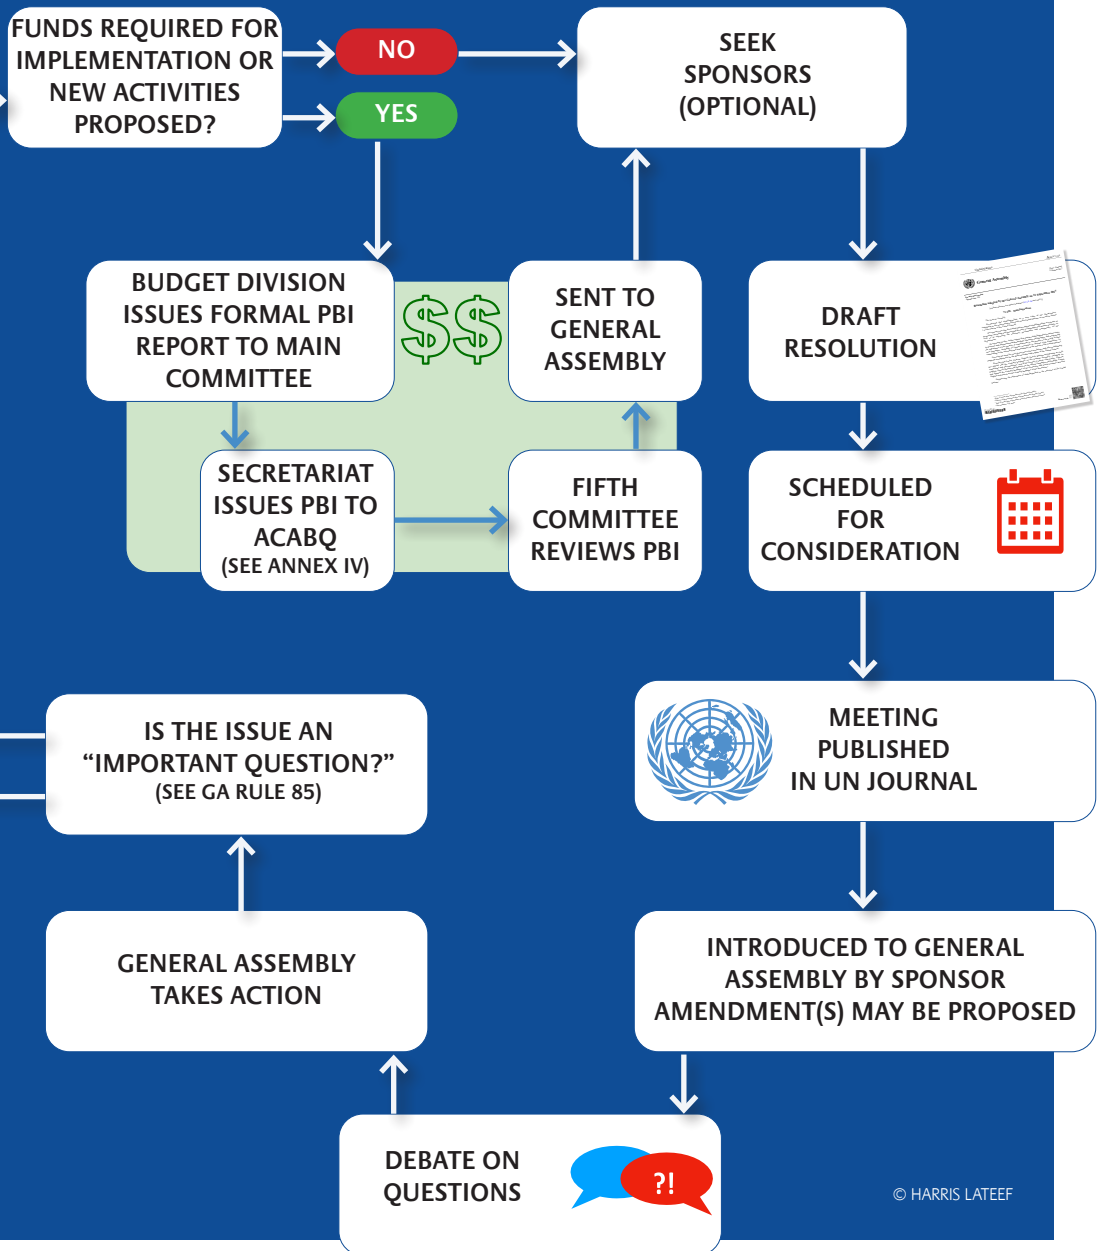 FUNDS REQUIRED FOR
IMPLEMENTATION OR
NEW ACTIVITIES
PROPOSED?
NO
YES
SEEK
SPONSORS
(OPTIONAL)
BUDGET DIVISION
ISSUES FORMAL PBI
REPORT TO MAIN
COMMITTEE
$$
SENT TO
GENERAL
ASSEMBLY
DRAFT
RESOLUTION
SECRETARIAT
ISSUES PBI TO
ACABQ
(SEE ANNEX IV)
FIFTH
COMMITTEE
REVIEWS PBI
SCHEDULED
FOR
CONSIDERATION
IS THE ISSUE AN
“IMPORTANT QUESTION?”
(SEE GA RULE 85)
MEETING
PUBLISHED
IN UN JOURNAL
GENERAL ASSEMBLY
TAKES ACTION
INTRODUCED TO GENERAL
ASSEMBLY BY SPONSOR
AMENDMENT(S) MAY BE PROPOSED
DEBATE ON
QUESTIONS
?!
© HARRIS LATEEF